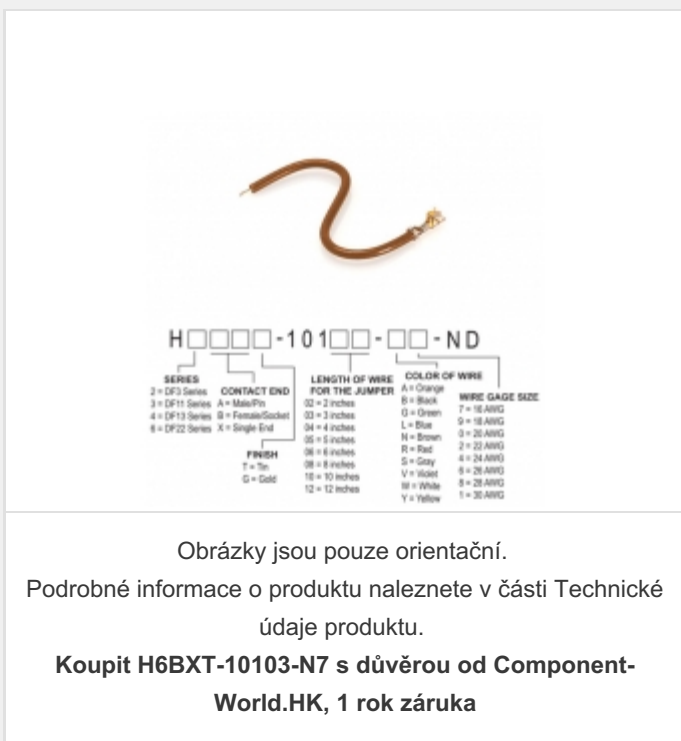 H□□□□-101□□-□□-ND
SERIES
2 = DF3 Series
3 = DF11 Series
4 = DF13 Series
6 = DF22 Series
CONTACT END
A = Male/Pin
B = Female/Socket
X = Single End
FINISH
T = Tin
G = Gold
LENGTH OF WIRE
FOR THE JUMPER
02 = 2 inches
03 = 3 inches
04 = 4 inches
05 = 5 inches
06 = 6 inches
08 = 8 inches
10 = 10 inches
12 = 12 inches
COLOR OF WIRE
A = Orange
B = Black
G = Green
L = Blue
N = Brown
R = Red
S = Gray
V = Violet
W = White
Y = Yellow
WIRE GAGE SIZE
7 = 16 AWG
9 = 18 AWG
0 = 20 AWG
2 = 22 AWG
4 = 24 AWG
6 = 26 AWG
8 = 28 AWG
1 = 30 AWG
Obrázky jsou pouze orientační.
Podrobné informace o produktu naleznete v části Technické
údaje produktu.
Koupit H6BXT-10103-N7 s důvěrou od Component-
World.HK, 1 rok záruka